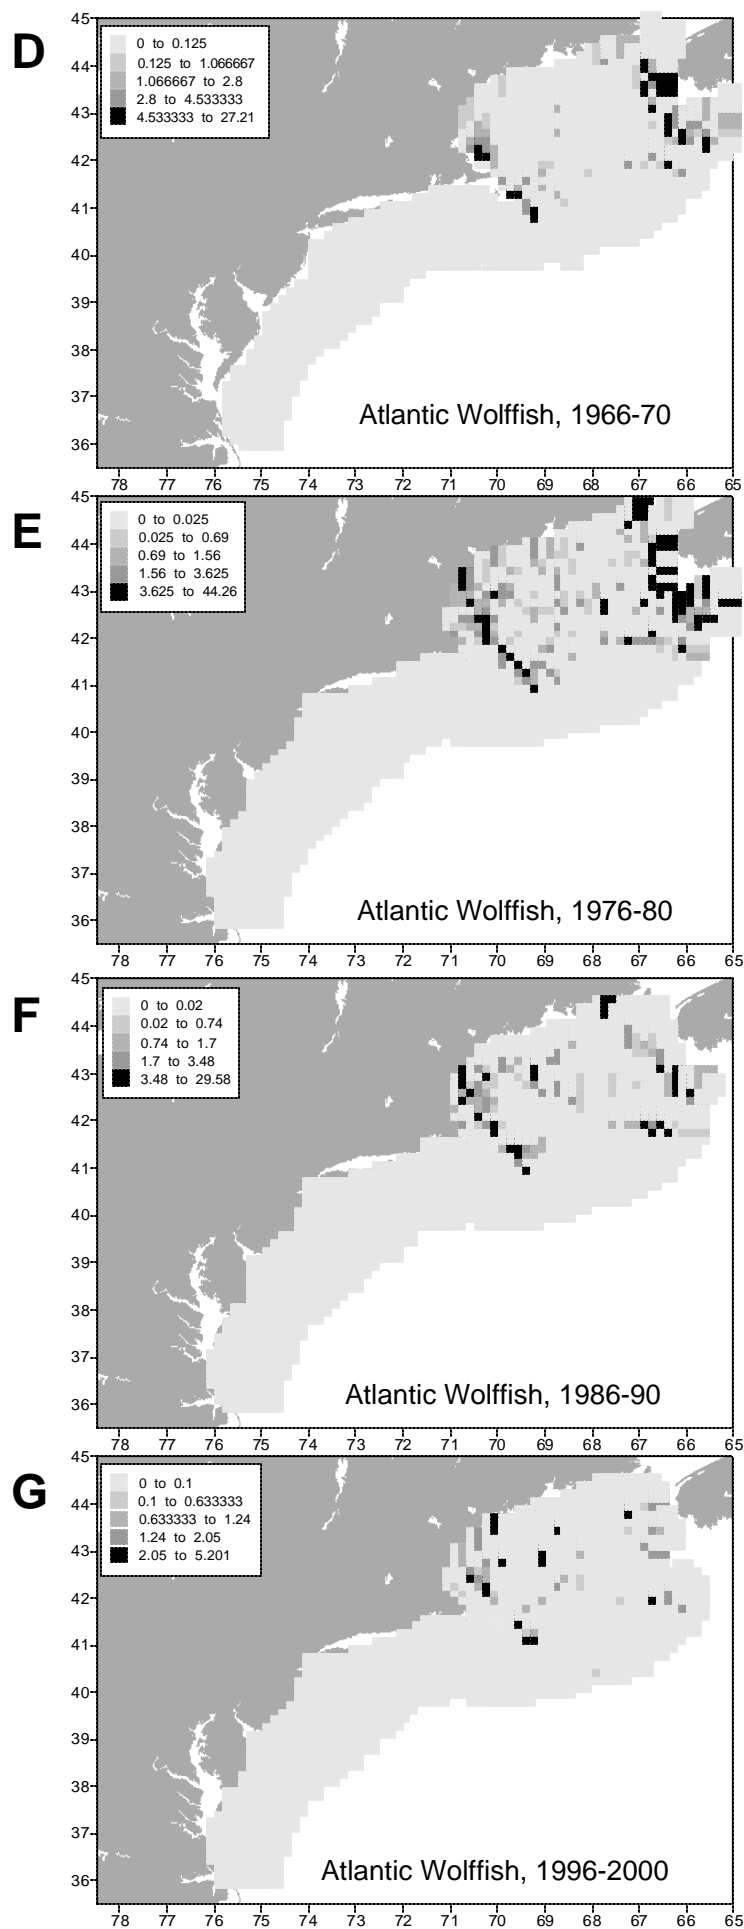 D
45
44
43
42
41
40
39
38
37
36
0 to 0.125
0.125 to 1.066667
1.066667 to 2.8
2.8 to 4.533333
4.533333 to 27.21
Atlantic Wolffish, 1966-70
78 77 76 75 74 73 72 71 70 69 68 67 66 65
E
45
44
43
42
41
40
39
38
37
36
0 to 0.025
0.025 to 0.69
0.69 to 1.56
1.56 to 3.625
3.625 to 44.26
Atlantic Wolffish, 1976-80
78 77 76 75 74 73 72 71 70 69 68 67 66 65
F
45
44
43
42
41
40
39
38
37
36
0 to 0.02
0.02 to 0.74
0.74 to 1.7
1.7 to 3.48
3.48 to 29.58
Atlantic Wolffish, 1986-90
78 77 76 75 74 73 72 71 70 69 68 67 66 65
G
45
44
43
42
41
40
39
38
37
36
0 to 0.1
0.1 to 0.633333
0.633333 to 1.24
1.24 to 2.05
2.05 to 5.201
Atlantic Wolffish, 1996-2000
78 77 76 75 74 73 72 71 70 69 68 67 66 65